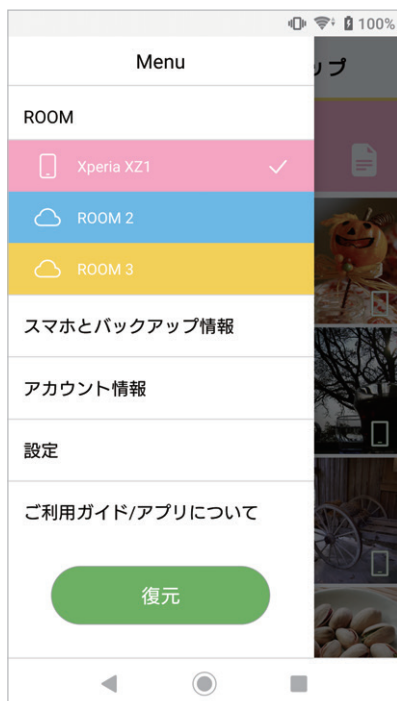 100%
Menu
ップ
ROOM
Xperia XZ1
ROOM 2
ROOM 3
スマホとバックアップ情報
アカウント情報
設定
ご利用ガイド/アプリについて
復元